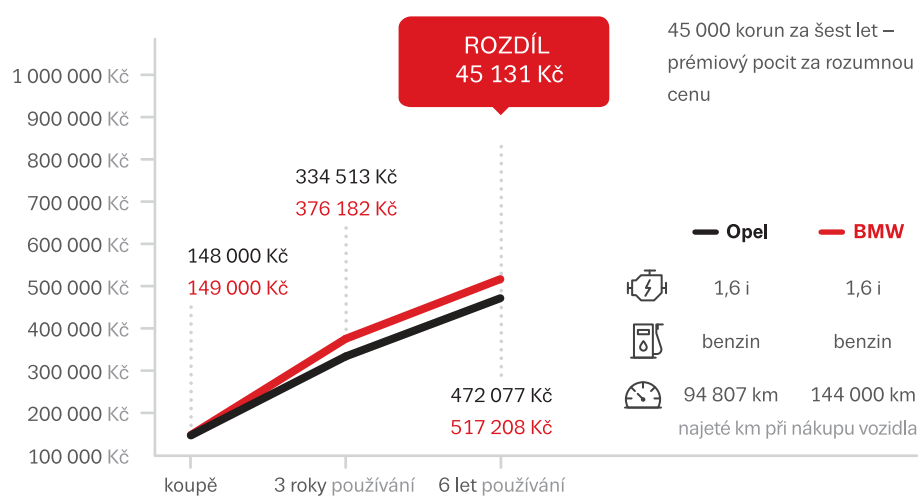 ROZDÍL
45 131 Kč
45 000 korun za šest let –
prémiový pocit za rozumnou
cenu
1 000 000 Kč
900 000 Kč
800 000 Kč
700 000 Kč
600 000 Kč
500 000 Kč
400 000 Kč
300 000 Kč
200 000 Kč
100 000 Kč
148 000 Kč
149 000 Kč
334 513 Kč
376 182 Kč
472 077 Kč
517 208 Kč
koupě
3 roky používání
6 let používání
Opel BMW
1,6 i 1,6 i
benzin benzin
94 807 km 144 000 km
najeté km při nákupu vozidla